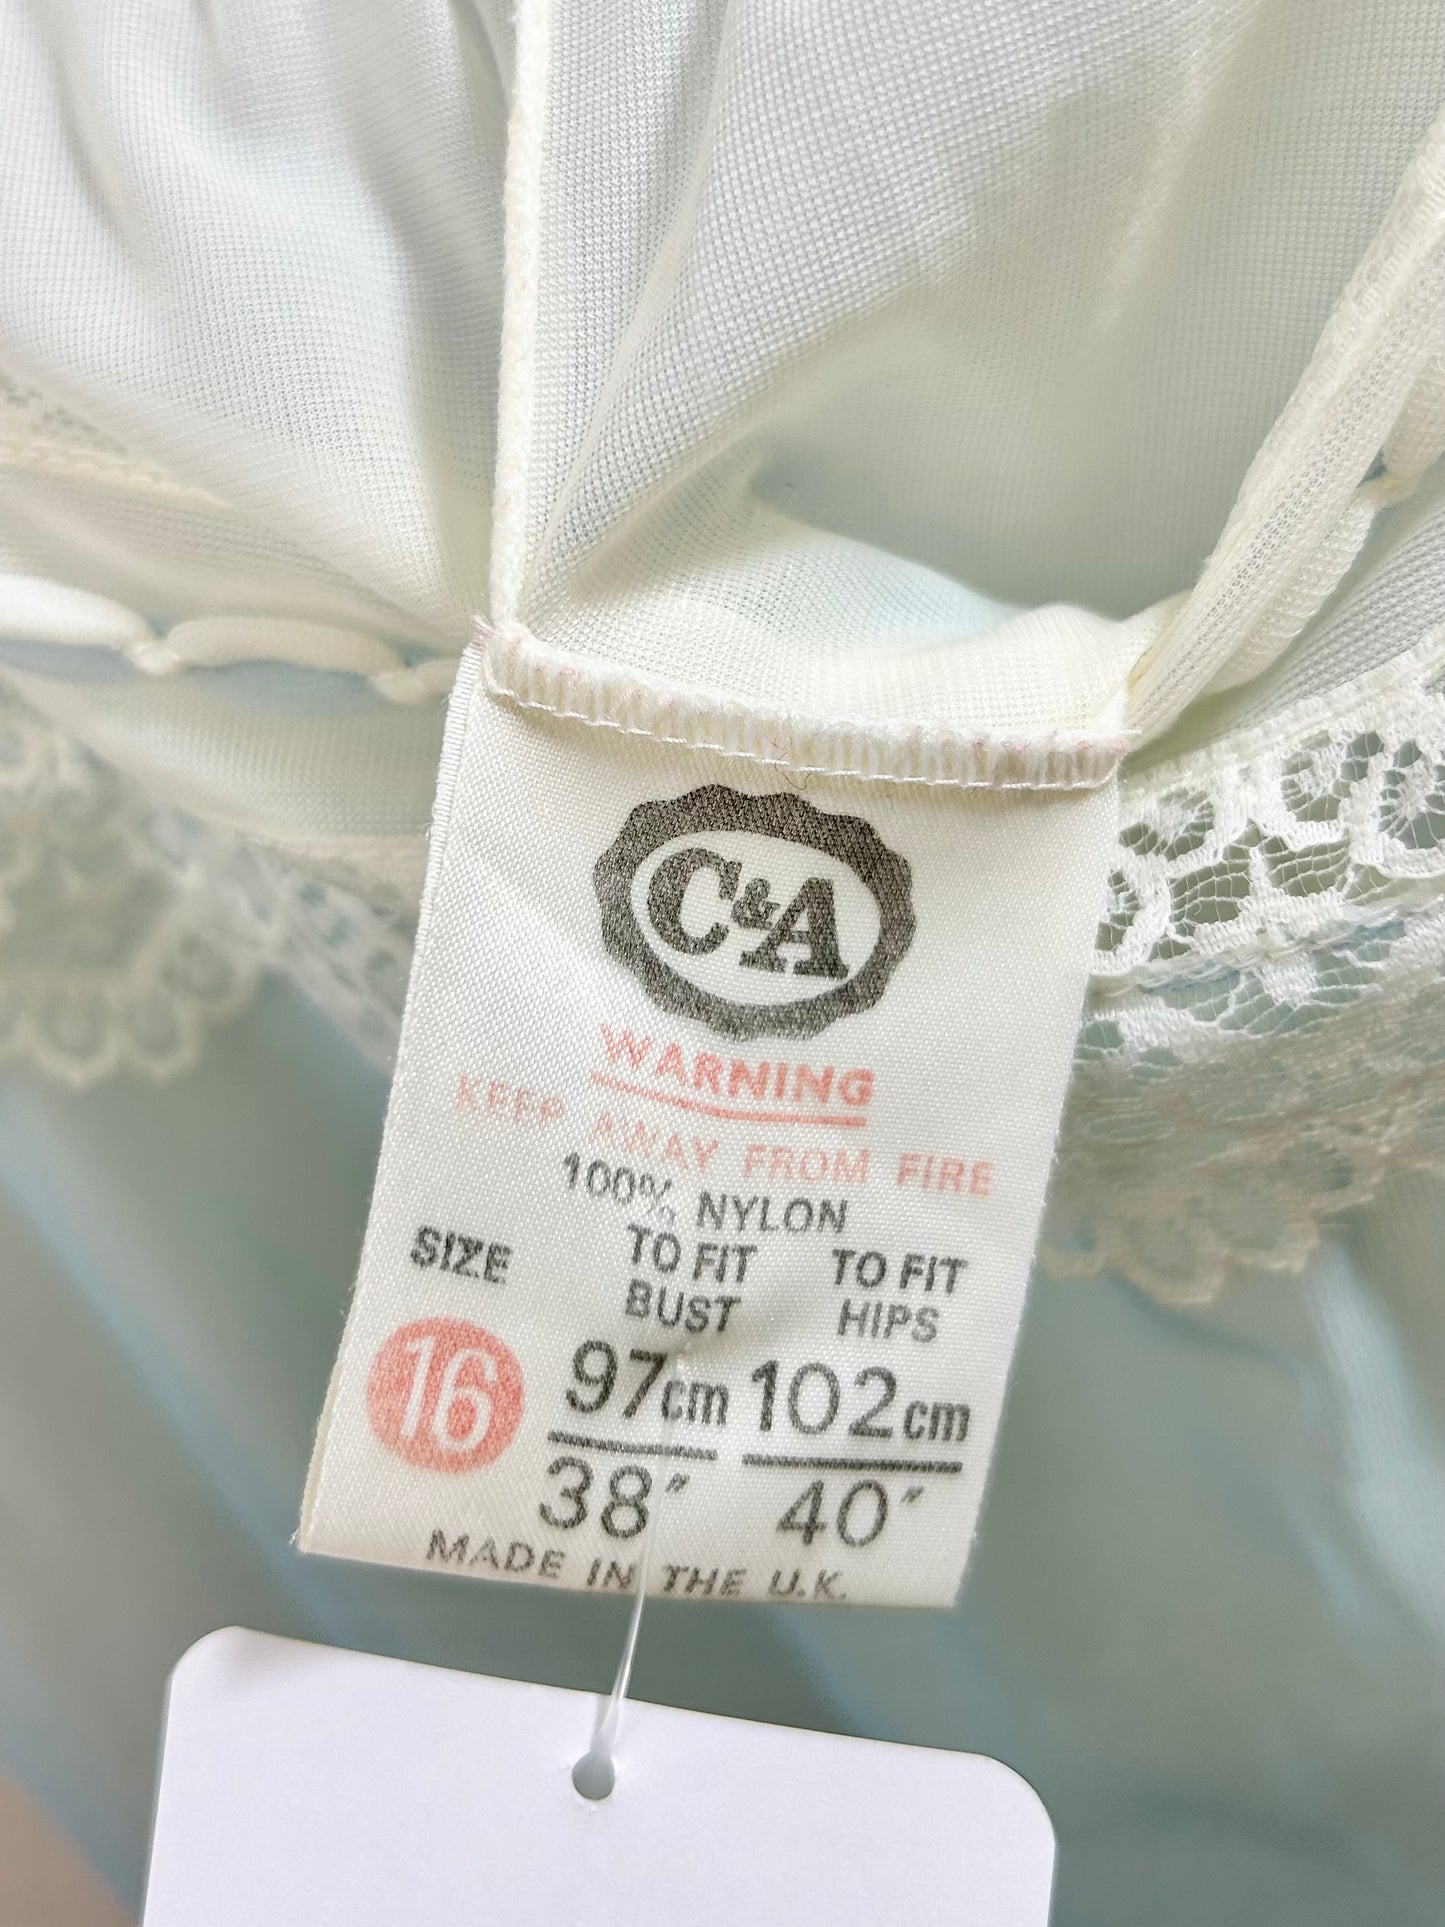 C&A
WARNING
KEEP AWAY FROM FIRE
100% NYLON
SIZE TO FIT BUST TO FIT HIPS
16 97cm 102cm
38" 40"
MADE IN THE U.K.